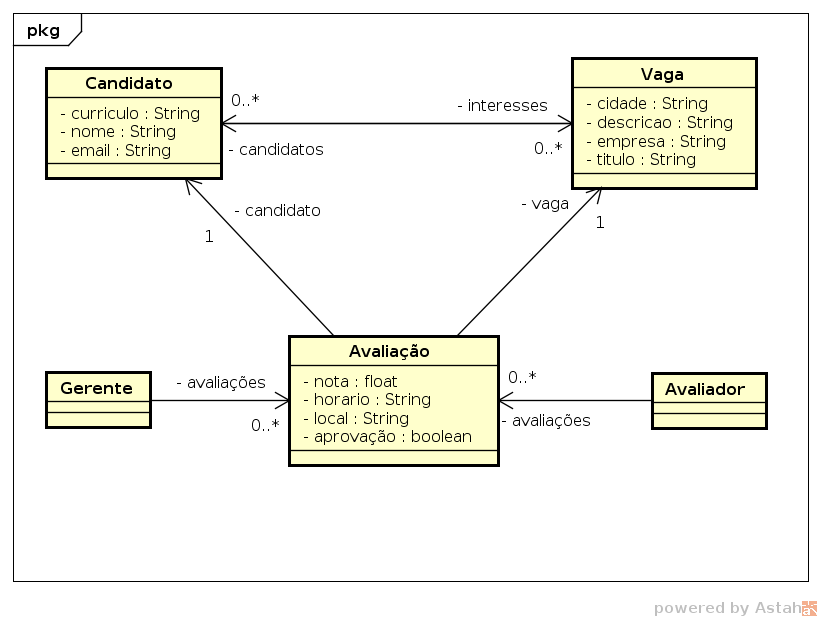 pkg
Candidato
- curriculo : String
- nome : String
- email : String
0..*
- candidatos
- interesses
0..*
Vaga
- cidade : String
- descricao : String
- empresa : String
- titulo : String
- candidato
1
- vaga
1
Gerente
- avaliações
0..*
Avaliação
- nota : float
- horario : String
- local : String
- aprovação : boolean
0..*
- avaliações
Avaliador
powered by Astah